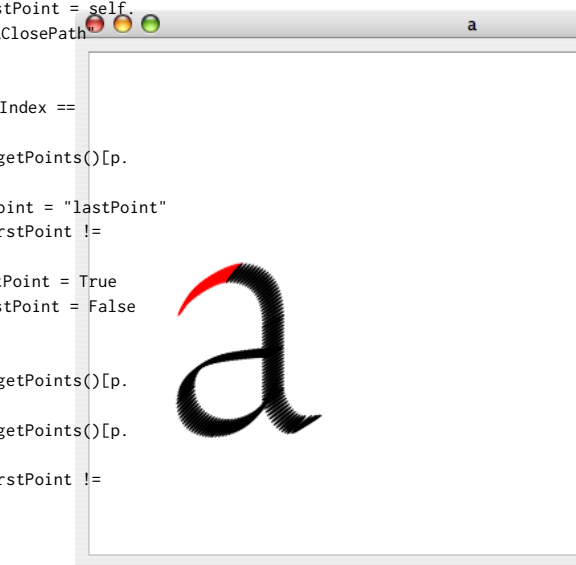 stPoint = self.
ClosePath"
a
Index ==
getPoints()[p.
oint = "lastPoint"
rstPoint !=
tPoint = True
stPoint = False
getPoints()[p.
getPoints()[p.
rstPoint !=
a